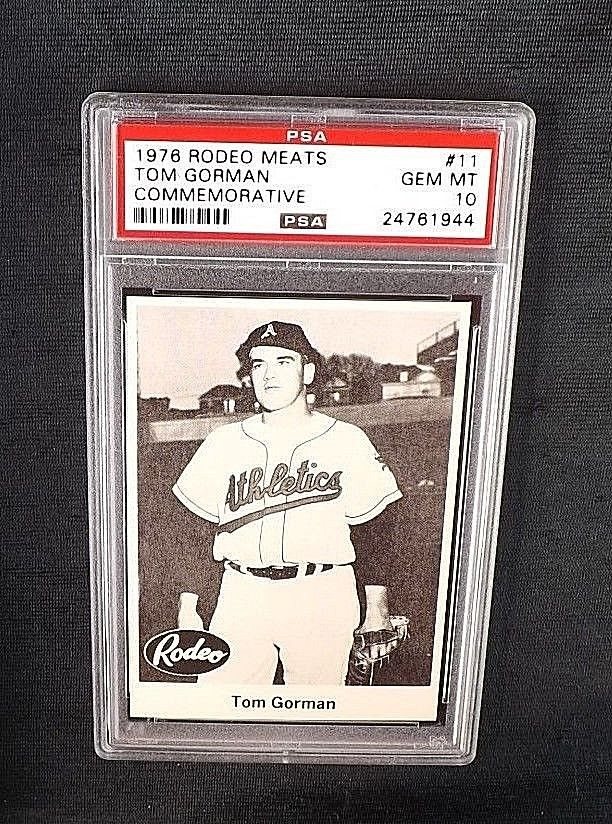 PSA
1976 RODEO MEATS #11
TOM GORMAN GEM MT
COMMEMORATIVE 10
PSA 24761944
A
Athletics
Rodeo
Tom Gorman